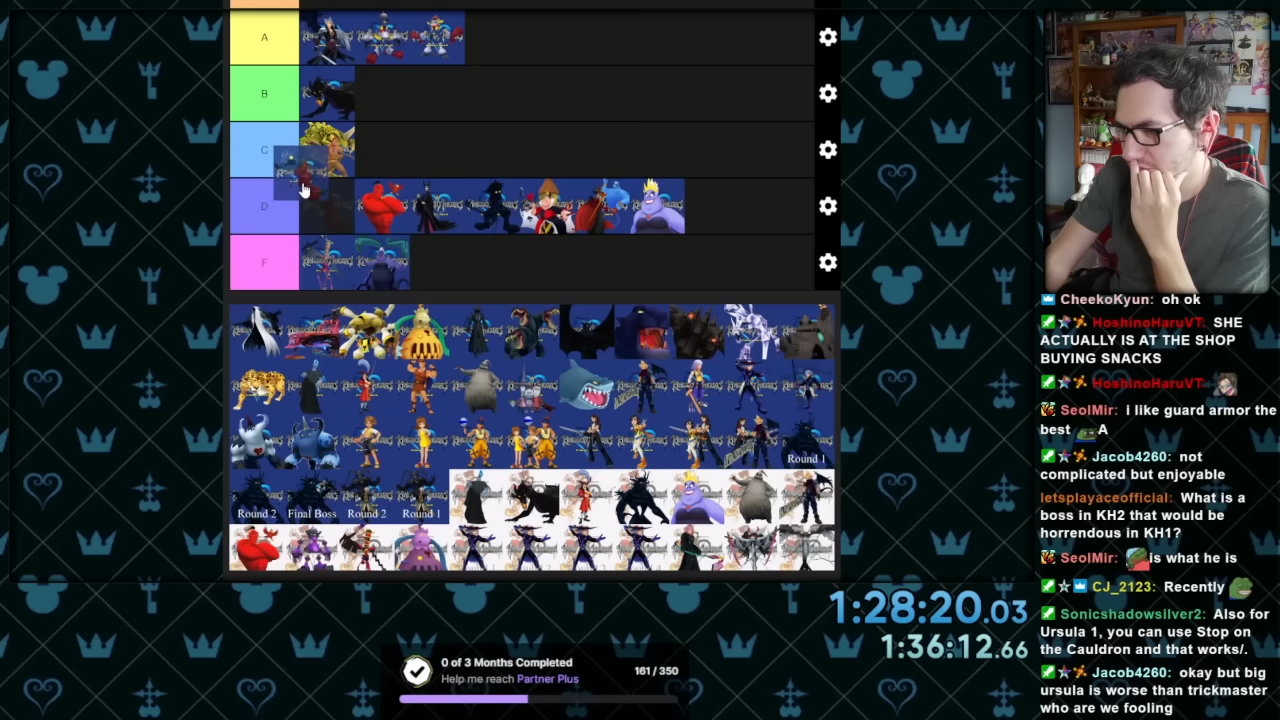 A
B
C
D
F
Round 1
Round 2
Final Boss
Round 2
Round 1
CheekoKyun: oh ok
HoshinoHaruVT: SHE
ACTUALLY IS AT THE SHOP
BUYING SNACKS
HoshinoHaruVT:
SeolMir: i like guard armor the
best A
Jacob4260: not
complicated but enjoyable
letsplayaceofficial: What is a
boss in KH2 that would be
horrendous in KH1?
SeolMir: is what he is
CJ_2123: Recently
Sonicshadowsilver2: Also for
Ursula 1, you can use Stop on
the Cauldron and that works/.
Jacob4260: okay but big
ursula is worse than trickmaster
who are we fooling
1:28:20.03
1:36:12.66
0 of 3 Months Completed
Help me reach Partner Plus
161 / 350